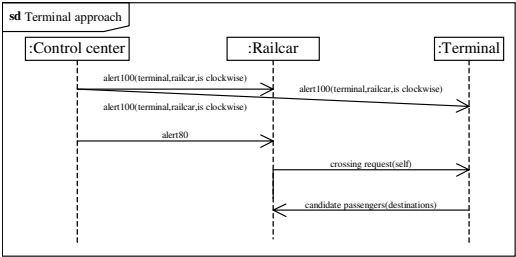 sd Terminal approach
:Control center
:Railcar
:Terminal
alert100(terminal,railcar,is clockwise)
alert100(terminal,railcar,is clockwise)
alert100(terminal,railcar,is clockwise)
alert80
crossing request(self)
candidate passengers(destinations)